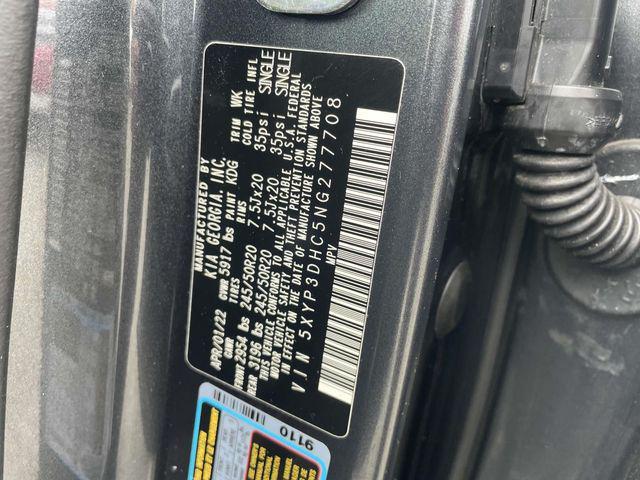 MANUFACTURED BY
KIA GEORGIA, INC.
APR/01/22 GVWR 5917 lbs PAINT KDG TRIM WK
GAWR TIRES RIMS COLD TIRE INFL
FRONT 2954 lbs 245/50R20 7.5Jx20 35psi SINGLE
REAR 3196 lbs 245/50R20 7.5Jx20 35psi SINGLE
THIS VEHICLE CONFORMS TO ALL APPLICABLE U.S.A. FEDERAL
MOTOR VEHICLE SAFETY AND THEFT PREVENTION STANDARDS
IN EFFECT ON THE DATE OF MANUFACTURE SHOWN ABOVE
MPV
VIN 5XYP3DHC5NG277708
9110